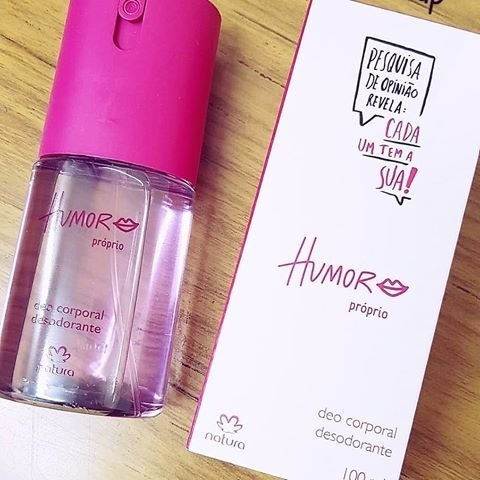 HUMOR
próprio
deo corporal
desodorante
natura
PESQUISA
DE OPINIÃO
REVELA:
CADA
UM TEM A
SUA!
HUMOR
próprio
natura
deo corporal
desodorante